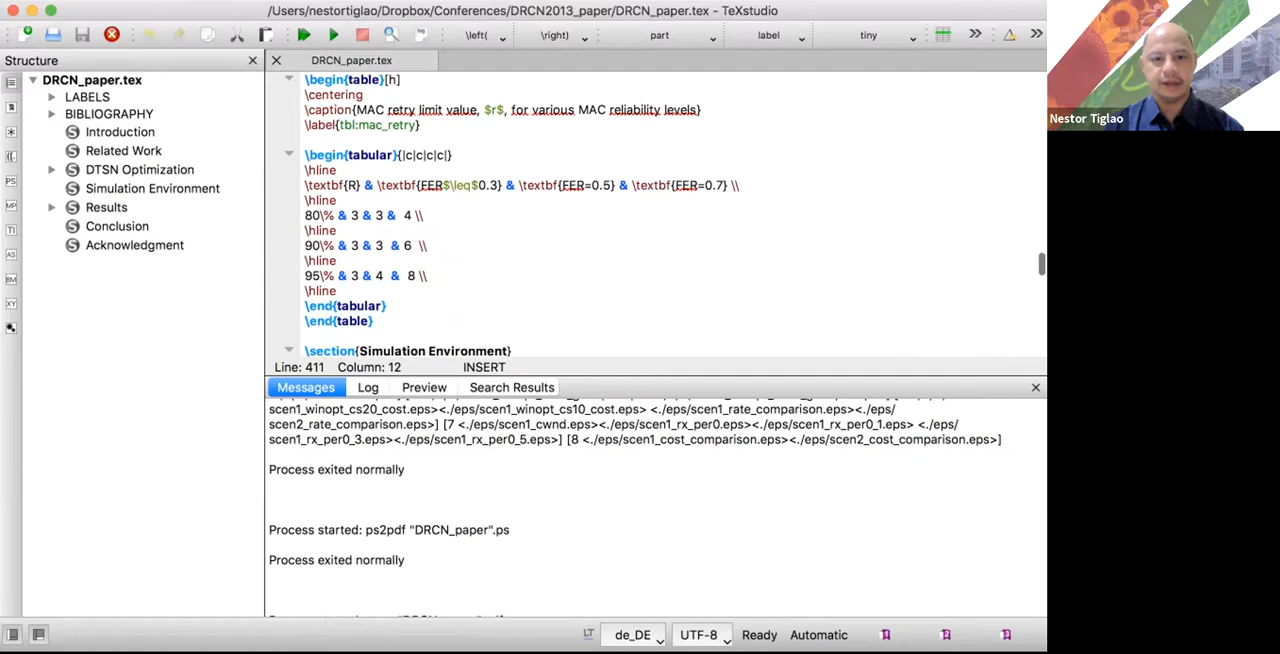 /Users/nestortiglao/Dropbox/Conferences/DRCN2013_paper/DRCN_paper.tex - TeXstudio
\left(
\right)
part
label
tiny
Structure
DRCN_paper.tex
DRCN_paper.tex
LABELS
BIBLIOGRAPHY
Introduction
Related Work
DTSN Optimization
Simulation Environment
Results
Conclusion
Acknowledgment
\begin{table}[h]
\centering
\caption{MAC retry limit value, $r$, for various MAC reliability levels}
\label{tbl:mac_retry}
\begin{tabular}{|c|c|c|c|}
\hline
\textbf{R} & \textbf{FER$\leq$0.3} & \textbf{FER=0.5} & \textbf{FER=0.7} \\
\hline
80\% & 3 & 3 & 4 \\
\hline
90\% & 3 & 3 & 6 \\
\hline
95\% & 3 & 4 & 8 \\
\hline
\end{tabular}
\end{table}
\section{Simulation Environment}
Line: 411 Column: 12 INSERT
Messages Log Preview Search Results
scen1_winopt_cs20_cost.eps><./eps/scen1_winopt_cs10_cost.eps> <./eps/scen1_rate_comparison.eps><./eps/
scen2_rate_comparison.eps>] [7 <./eps/scen1_cwnd.eps><./eps/scen1_rx_per0.eps><./eps/scen1_rx_per0_1.eps> <./eps/
scen1_rx_per0_3.eps><./eps/scen1_rx_per0_5.eps>] [8 <./eps/scen1_cost_comparison.eps><./eps/scen2_cost_comparison.eps>]
Process exited normally
Process started: ps2pdf "DRCN_paper".ps
Process exited normally
LT de_DE UTF-8 Ready Automatic
Nestor Tiglao